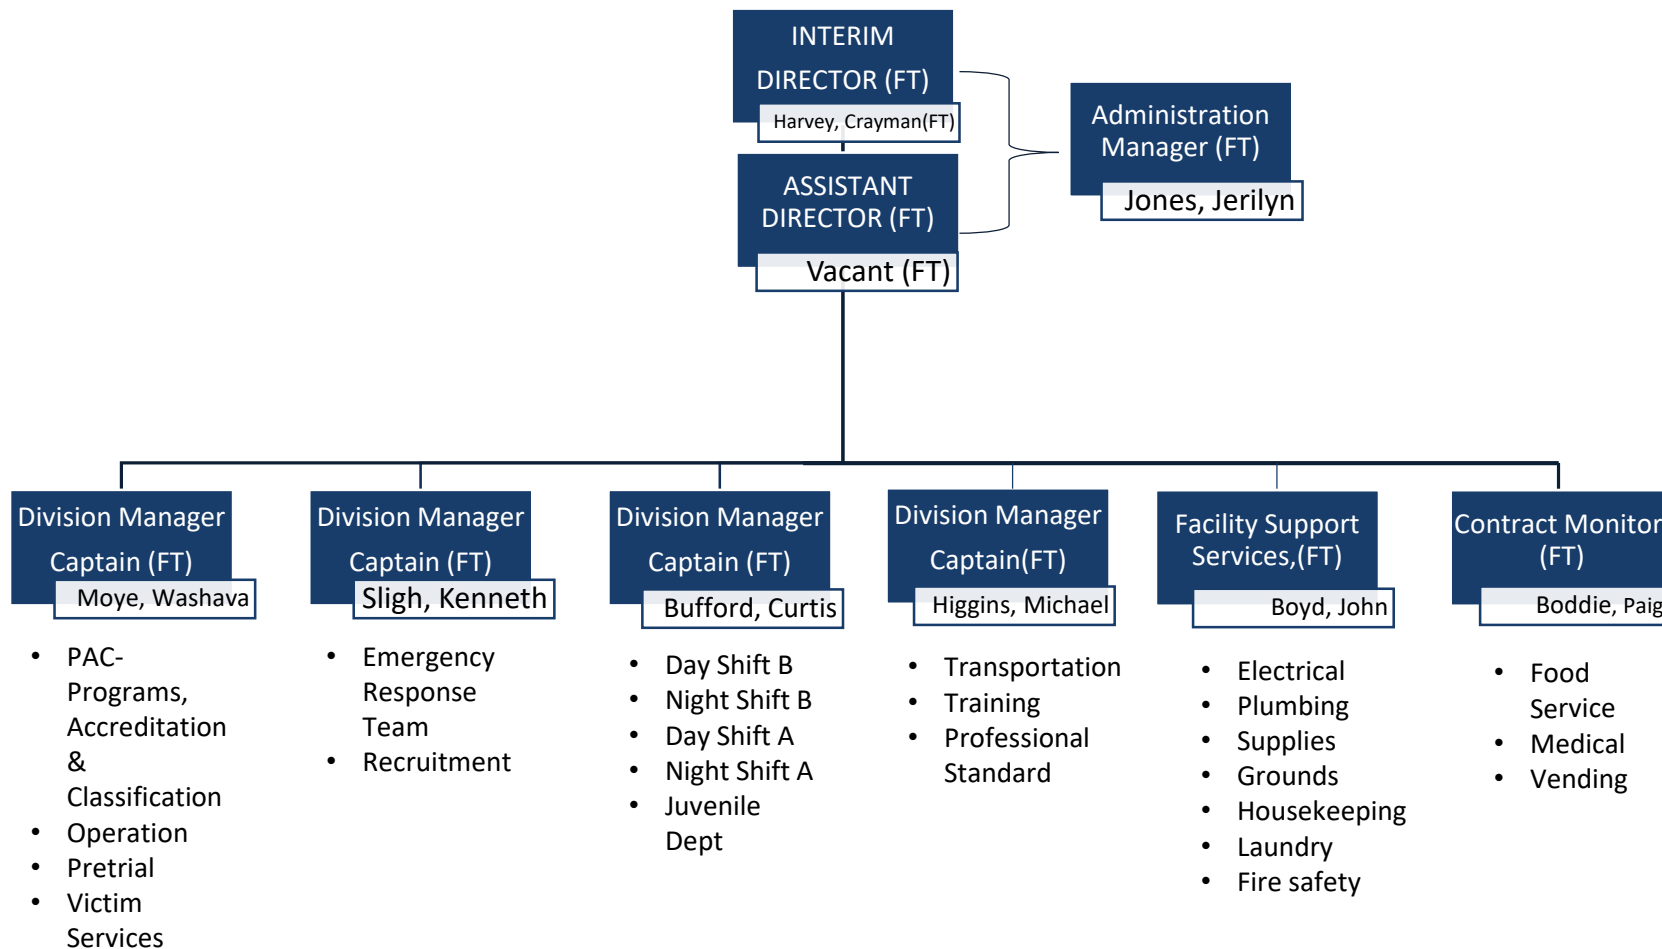 INTERIM
DIRECTOR (FT)
Harvey, Crayman(FT)
ASSISTANT
DIRECTOR (FT)
Vacant (FT)
Administration
Manager (FT)
Jones, Jerilyn
Division Manager
Captain (FT)
Moye, Washava
• PAC-
Programs,
Accreditation
&
Classification
• Operation
• Pretrial
• Victim
Services
Division Manager
Captain (FT)
Sligh, Kenneth
• Emergency
Response
Team
• Recruitment
Division Manager
Captain (FT)
Bufford, Curtis
• Day Shift B
• Night Shift B
• Day Shift A
• Night Shift A
• Juvenile
Dept
Division Manager
Captain(FT)
Higgins, Michael
• Transportation
• Training
• Professional
Standard
Facility Support
Services,(FT)
Boyd, John
• Electrical
• Plumbing
• Supplies
• Grounds
• Housekeeping
• Laundry
• Fire safety
Contract Monitor
(FT)
Boddie, Paig
• Food
Service
• Medical
• Vending